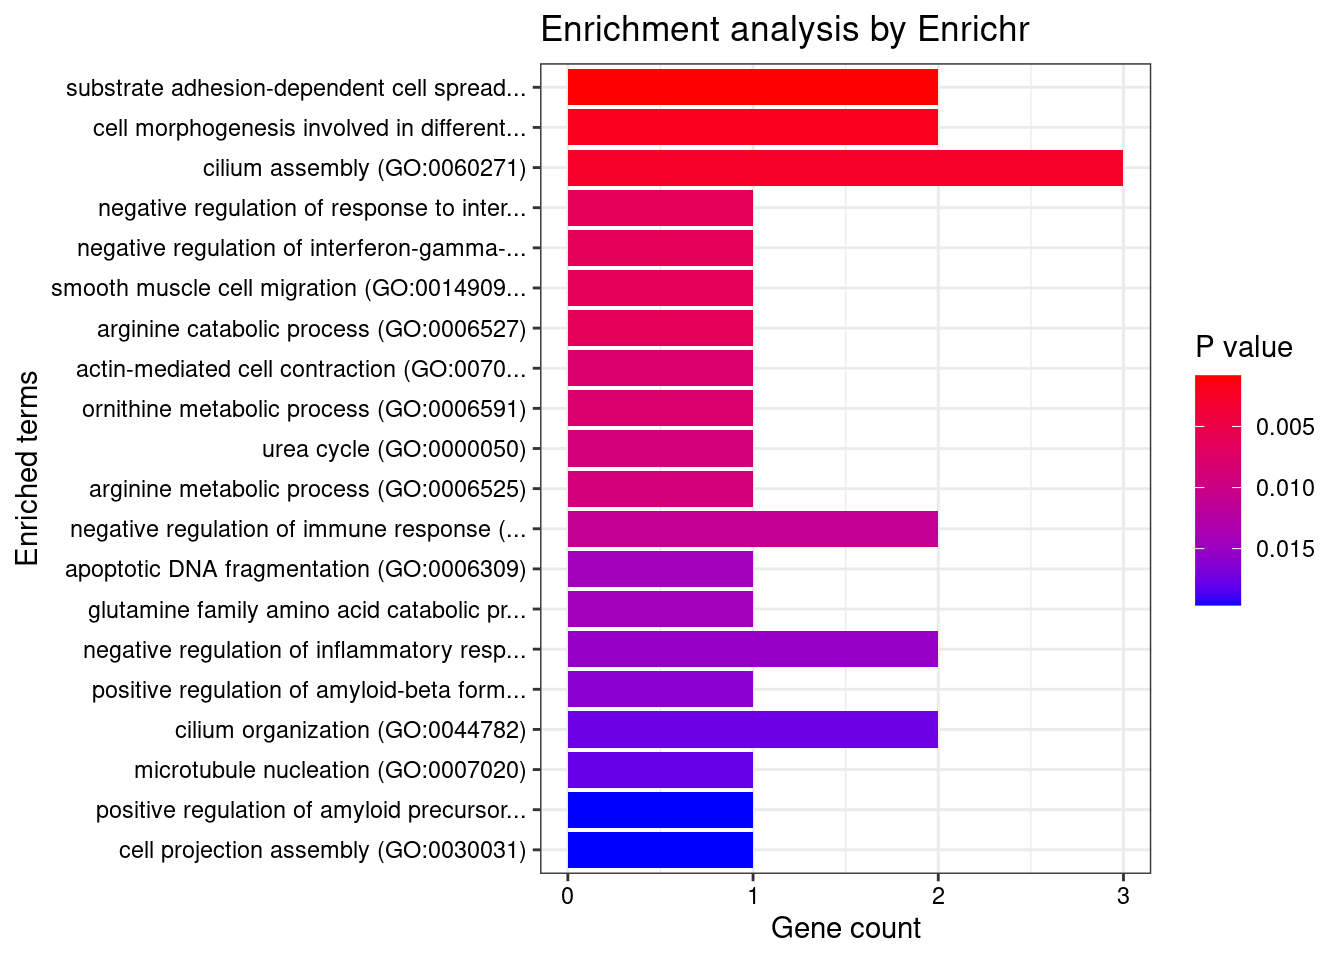 Enrichment analysis by Enrichr
substrate adhesion-dependent cell spread...
cell morphogenesis involved in different...
cilium assembly (GO:0060271)
negative regulation of response to inter...
negative regulation of interferon-gamma-...
smooth muscle cell migration (GO:0014909...
arginine catabolic process (GO:0006527)
actin-mediated cell contraction (GO:0070...
ornithine metabolic process (GO:0006591)
urea cycle (GO:0000050)
arginine metabolic process (GO:0006525)
negative regulation of immune response (...
apoptotic DNA fragmentation (GO:0006309)
glutamine family amino acid catabolic pr...
negative regulation of inflammatory resp...
positive regulation of amyloid-beta form...
cilium organization (GO:0044782)
microtubule nucleation (GO:0007020)
positive regulation of amyloid precursor...
cell projection assembly (GO:0030031)
Enriched terms
0 1 2 3
Gene count
P value
0.005
0.010
0.015